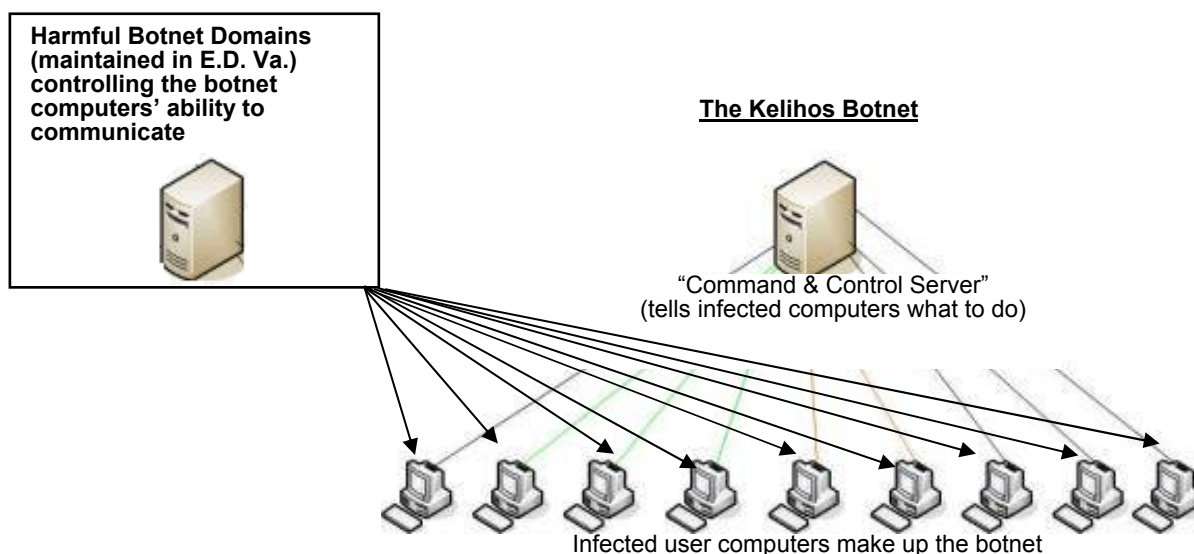 Harmful Botnet Domains
(maintained in E.D. Va.)
controlling the botnet
computers’ ability to
communicate
The Kelihos Botnet
“Command & Control Server”
(tells infected computers what to do)
Infected user computers make up the botnet